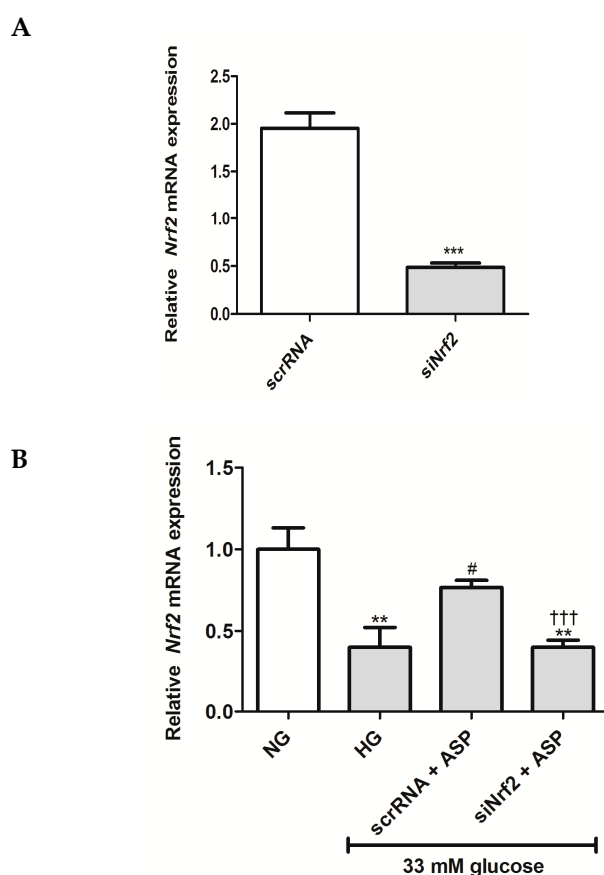 A
Relative Nrf2 mRNA expression
2.5
2.0
1.5
1.0
0.5
0.0
***
scrRNA
siNrf2
B
Relative Nrf2 mRNA expression
1.5
1.0
0.5
0.0
**
#
†††
**
NG
HG
scrRNA + ASP
siNrf2 + ASP
33 mM glucose